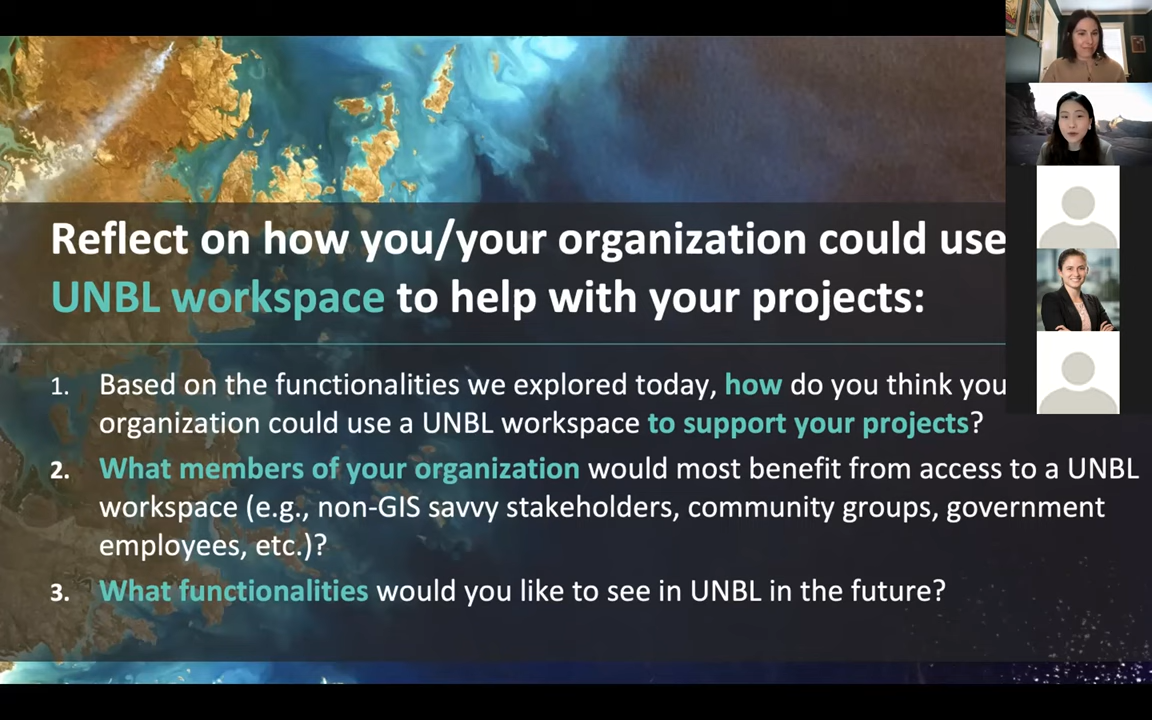 Reflect on how you/your organization could use
UNBL workspace to help with your projects:
1. Based on the functionalities we explored today, how do you think you
organization could use a UNBL workspace to support your projects?
2. What members of your organization would most benefit from access to a UNBL
workspace (e.g., non-GIS savvy stakeholders, community groups, government
employees, etc.)?
3. What functionalities would you like to see in UNBL in the future?